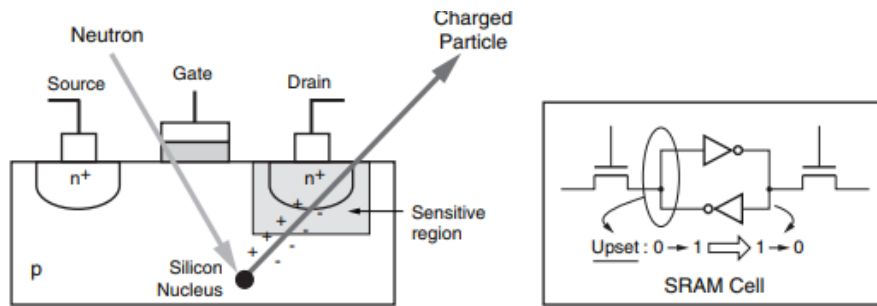 Charged
Particle
Neutron
Source
Gate
Drain
n+
n+
+ -
+ -
+ -
+ -
Sensitive
region
p
Silicon
Nucleus
Upset : 0 → 1 ⇒ 1 → 0
SRAM Cell